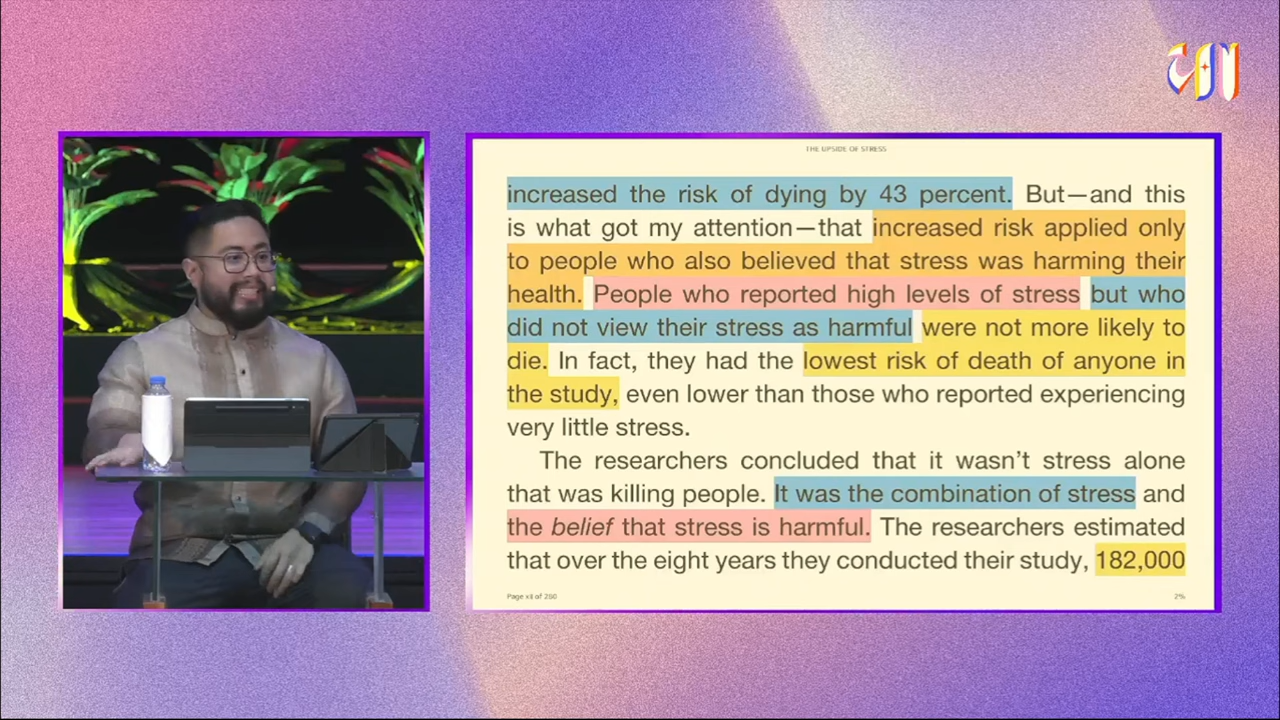 THE UPSIDE OF STRESS
increased the risk of dying by 43 percent. But—and this
is what got my attention—that increased risk applied only
to people who also believed that stress was harming their
health. People who reported high levels of stress but who
did not view their stress as harmful were not more likely to
die. In fact, they had the lowest risk of death of anyone in
the study, even lower than those who reported experiencing
very little stress.
The researchers concluded that it wasn't stress alone
that was killing people. It was the combination of stress and
the belief that stress is harmful. The researchers estimated
that over the eight years they conducted their study, 182,000
Page xii of 260
2%